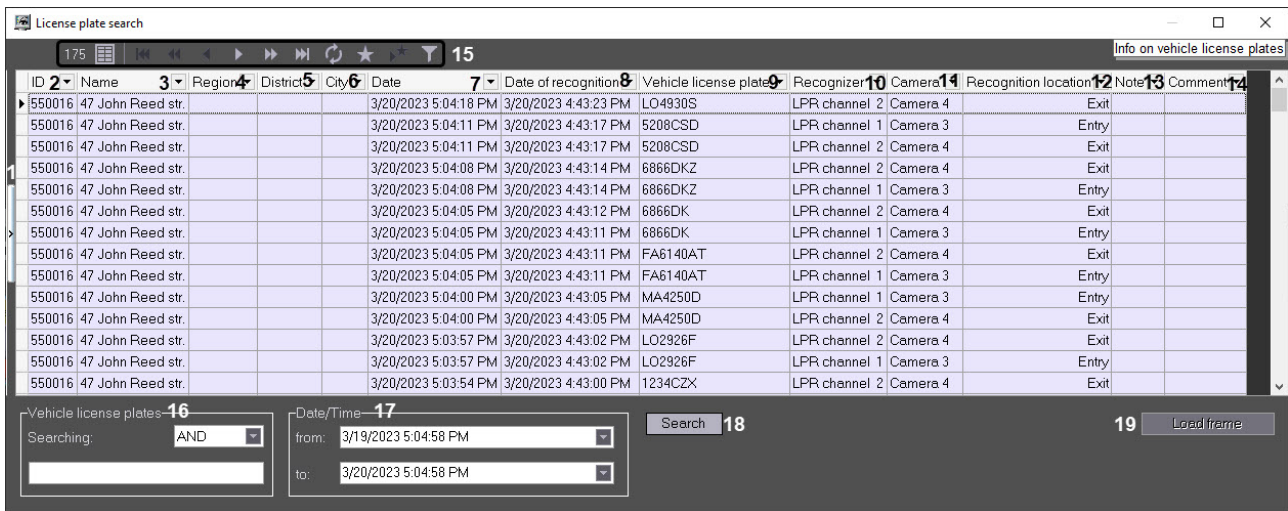 License plate search
175 15
Info on vehicle license plates
ID 2 Name 3 Region 4 District 5 City 6 Date 7 Date of recognition 8 Vehicle license plate 9 Recognizer 10 Camera 11 Recognition location 12 Note 13 Comment 14
550016 47 John Reed str. 3/20/2023 5:04:18 PM 3/20/2023 4:43:23 PM LO4930S LPR channel 2 Camera 4 Exit
550016 47 John Reed str. 3/20/2023 5:04:11 PM 3/20/2023 4:43:17 PM 5208CSD LPR channel 1 Camera 3 Entry
550016 47 John Reed str. 3/20/2023 5:04:11 PM 3/20/2023 4:43:17 PM 5208CSD LPR channel 2 Camera 4 Exit
1
550016 47 John Reed str. 3/20/2023 5:04:08 PM 3/20/2023 4:43:14 PM 6866DKZ LPR channel 2 Camera 4 Exit
550016 47 John Reed str. 3/20/2023 5:04:08 PM 3/20/2023 4:43:14 PM 6866DKZ LPR channel 1 Camera 3 Entry
550016 47 John Reed str. 3/20/2023 5:04:05 PM 3/20/2023 4:43:12 PM 6866DK LPR channel 2 Camera 4 Exit
550016 47 John Reed str. 3/20/2023 5:04:05 PM 3/20/2023 4:43:11 PM 6866DK LPR channel 1 Camera 3 Entry
550016 47 John Reed str. 3/20/2023 5:04:05 PM 3/20/2023 4:43:11 PM FA6140AT LPR channel 2 Camera 4 Exit
550016 47 John Reed str. 3/20/2023 5:04:05 PM 3/20/2023 4:43:11 PM FA6140AT LPR channel 1 Camera 3 Entry
550016 47 John Reed str. 3/20/2023 5:04:00 PM 3/20/2023 4:43:05 PM MA4250D LPR channel 1 Camera 3 Entry
550016 47 John Reed str. 3/20/2023 5:04:00 PM 3/20/2023 4:43:05 PM MA4250D LPR channel 2 Camera 4 Exit
550016 47 John Reed str. 3/20/2023 5:03:57 PM 3/20/2023 4:43:02 PM LO2926F LPR channel 2 Camera 4 Exit
550016 47 John Reed str. 3/20/2023 5:03:57 PM 3/20/2023 4:43:02 PM LO2926F LPR channel 1 Camera 3 Entry
550016 47 John Reed str. 3/20/2023 5:03:54 PM 3/20/2023 4:43:00 PM 1234CZX LPR channel 2 Camera 4 Exit
Vehicle license plates 16
Searching: AND
Date/Time 17
from: 3/19/2023 5:04:58 PM
to: 3/20/2023 5:04:58 PM
Search 18
19 Load frame